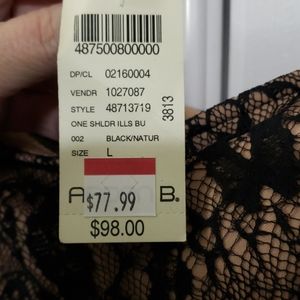 487500800000
DP/CL 02160004
VENDR 1027087
STYLE 48713719
ONE SHLDR ILLS BU
002 BLACK/NATUR
SIZE L
3813
A B.
$77.99
$98.00